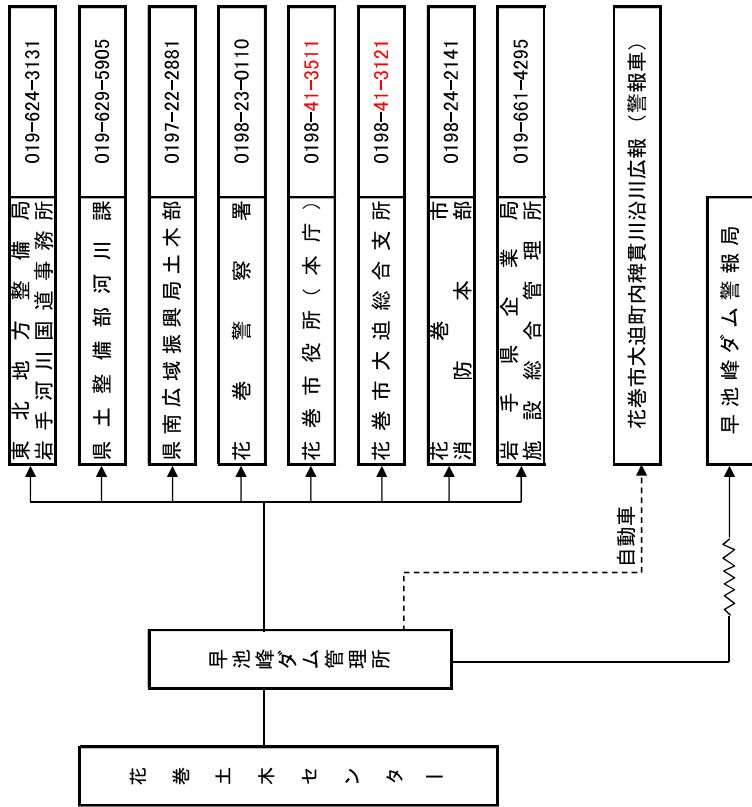 東北地方整備局
岩手河川国道事務所
019-624-3131
県土整備部河川課
019-629-5905
県南広域振興局土木部
0197-22-2881
花巻警察署
0198-23-0110
花巻市役所(本庁)
0198-41-3511
花巻市大迫総合支所
0198-41-3121
花巻市
消防本部
0198-24-2141
岩手県企業局
施設総合管理所
019-661-4295
花巻市大迫町内稗貫川沿川広報（警報車）
早池峰ダム警報局
自動車
早池峰ダム管理所
花巻土木センター